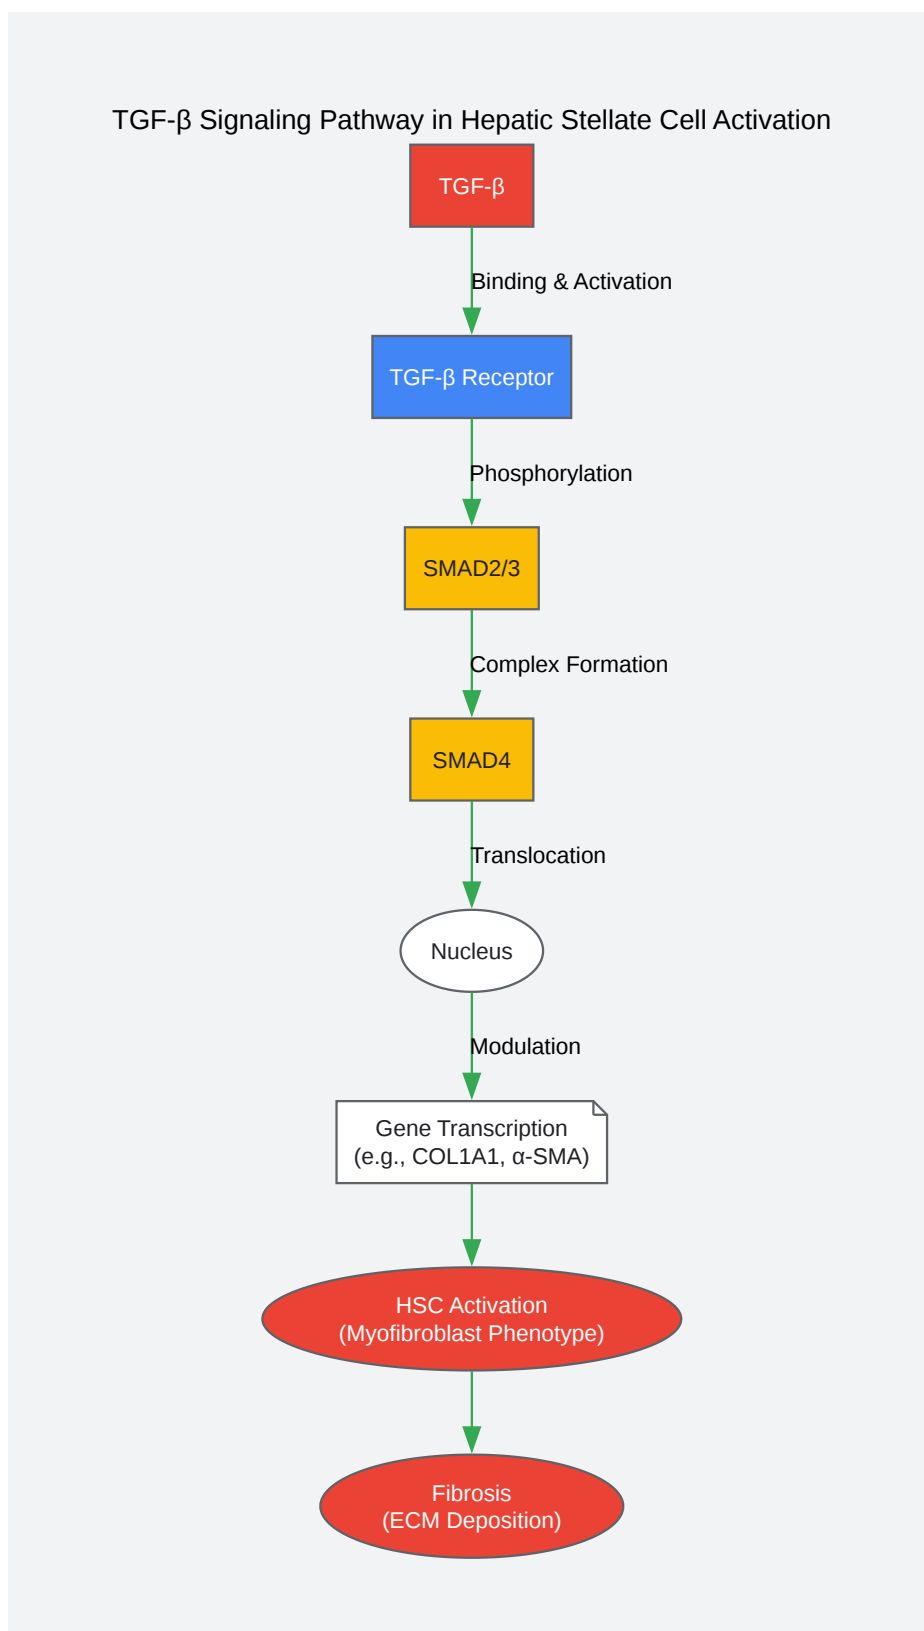 TGF-β Signaling Pathway in Hepatic Stellate Cell Activation
TGF-β
Binding & Activation
TGF-β Receptor
Phosphorylation
SMAD2/3
Complex Formation
SMAD4
Translocation
Nucleus
Modulation
Gene Transcription
(e.g., COL1A1, α-SMA)
HSC Activation
(Myofibroblast Phenotype)
Fibrosis
(ECM Deposition)